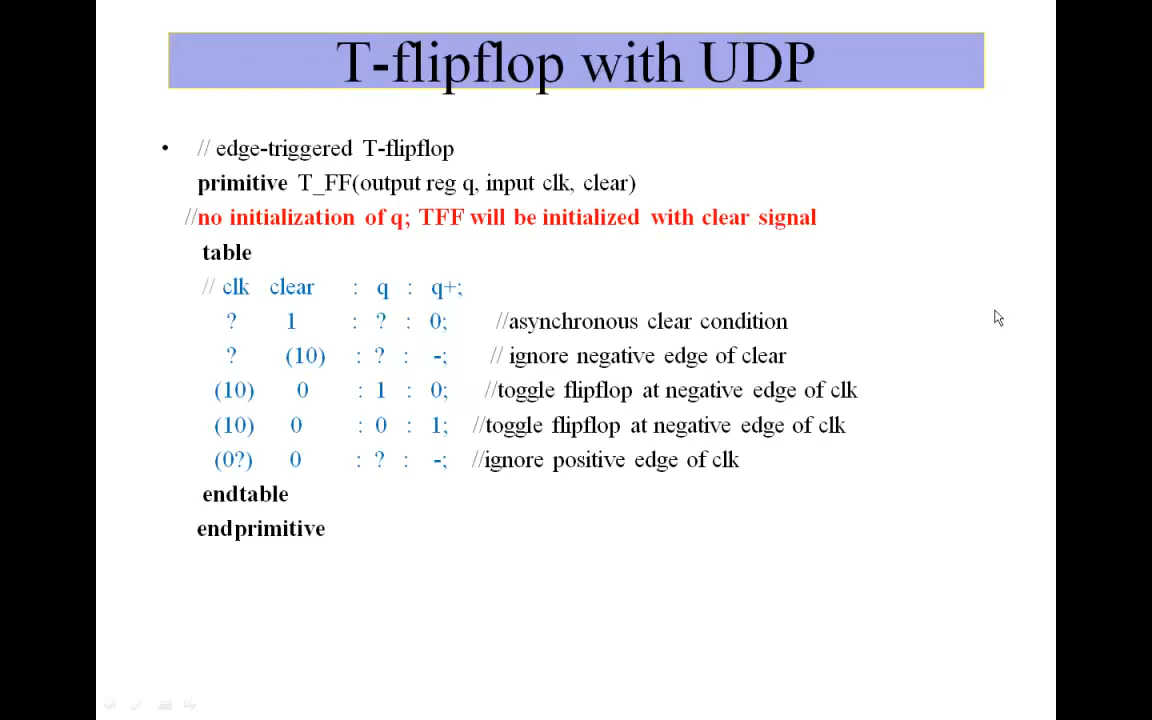 T-flipflop with UDP
• // edge-triggered T-flipflop
primitive T_FF(output reg q, input clk, clear)
//no initialization of q; TFF will be initialized with clear signal
table
// clk clear : q : q+;
? 1 : ? : 0; //asynchronous clear condition
? (10) : ? : -; // ignore negative edge of clear
(10) 0 : 1 : 0; //toggle flipflop at negative edge of clk
(10) 0 : 0 : 1; //toggle flipflop at negative edge of clk
(0?) 0 : ? : -; //ignore positive edge of clk
endtable
endprimitive